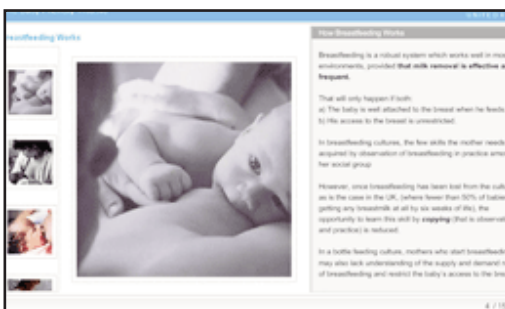 UNITED K
reastfeeding Works
How Breastfeeding Works
Breastfeeding is a robust system which works well in mos
environments, provided that milk removal is effective a
frequent.
That will only happen if both:
a) The baby is well attached to the breast when he feeds
b) His access to the breast is unrestricted.
In breastfeeding cultures, the few skills the mother needs
acquired by observation of breastfeeding in practice amo
her social group
However, once breastfeeding has been lost from the cult
as is the case in the UK, (where fewer than 50% of babie
getting any breastmilk at all by six weeks of life), the
opportunity to learn this skill by copying (that is observati
and practice) is reduced.
In a bottle feeding culture, mothers who start breastfeedi
may also lack understanding of the supply and demand n
of breastfeeding and restrict the baby's access to the brea
4 / 15